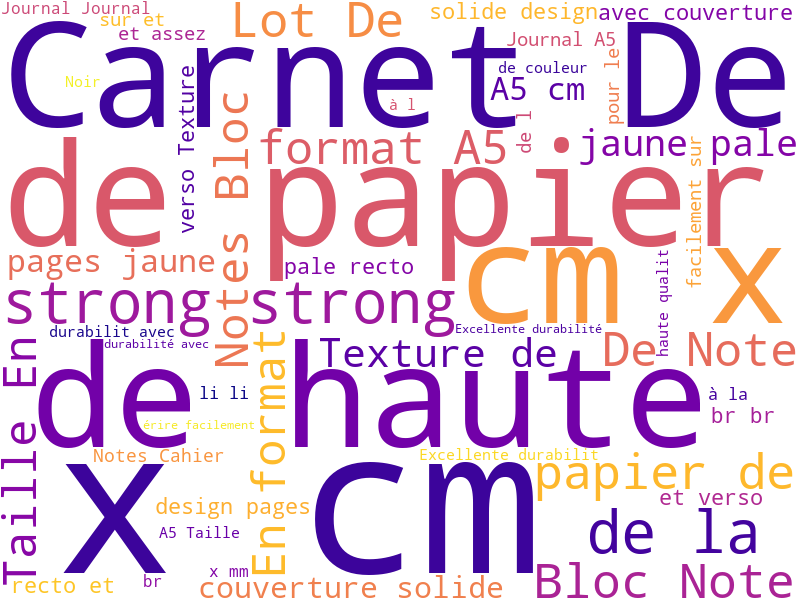 Journal Journal
sur et
et assez
Lot De
solide design
avec couverture
Carnet De
Journal A5
de couleur
Noir
A5 cm
à l
pour le
verso Texture
Notes Bloc
format A5
de l
jaune pale
de papier
facilement sur
pages jaune
pale recto
haute qualit
cm x
strong strong
durabilit avec
durabilité avec
Excellente durabilité
Texture de
De Note
Taille En
de haute
li li
à la
br br
érire facilement
En format
Notes Cahier
Excellente durabilit
x cm
papier de
et verso
design pages
A5 Taille
de la
x mm
br
recto et
couverture solide
Bloc Note